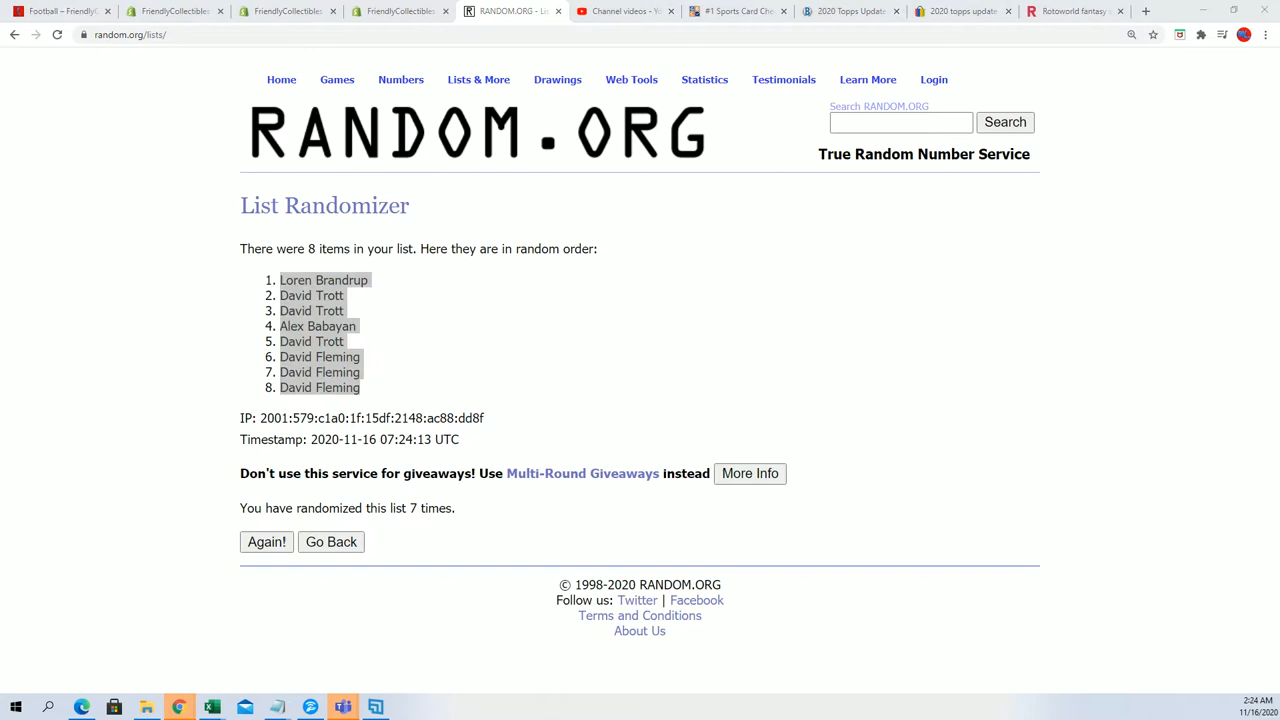 Football – FriendlyC
FriendlyCollectibles
FriendlyCollectibles
FriendlyCollectibles
RANDOM.ORG - Lis
Channel videos - Yo
#1 Sports Card Che
2020 Topps Update
2020 topps update
Rotoworld fantasy
random.org/lists/
Home Games Numbers Lists & More Drawings Web Tools Statistics Testimonials Learn More Login
RANDOM.ORG
Search RANDOM.ORG
Search
True Random Number Service
List Randomizer
There were 8 items in your list. Here they are in random order:
1. Loren Brandrup
2. David Trott
3. David Trott
4. Alex Babayan
5. David Trott
6. David Fleming
7. David Fleming
8. David Fleming
IP: 2001:579:c1a0:1f:15df:2148:ac88:dd8f
Timestamp: 2020-11-16 07:24:13 UTC
Don't use this service for giveaways! Use Multi-Round Giveaways instead More Info
You have randomized this list 7 times.
Again! Go Back
© 1998-2020 RANDOM.ORG
Follow us: Twitter | Facebook
Terms and Conditions
About Us
2:24 AM
11/16/2020